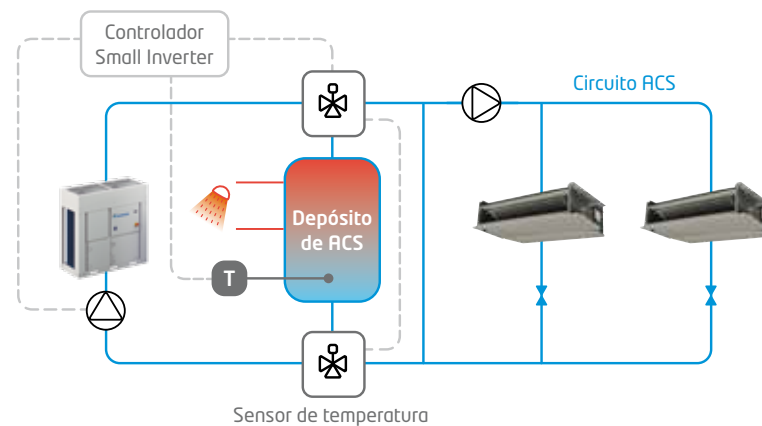 Controlador
Small Inverter
Circuito ACS
Depósito
de ACS
T
Sensor de temperatura